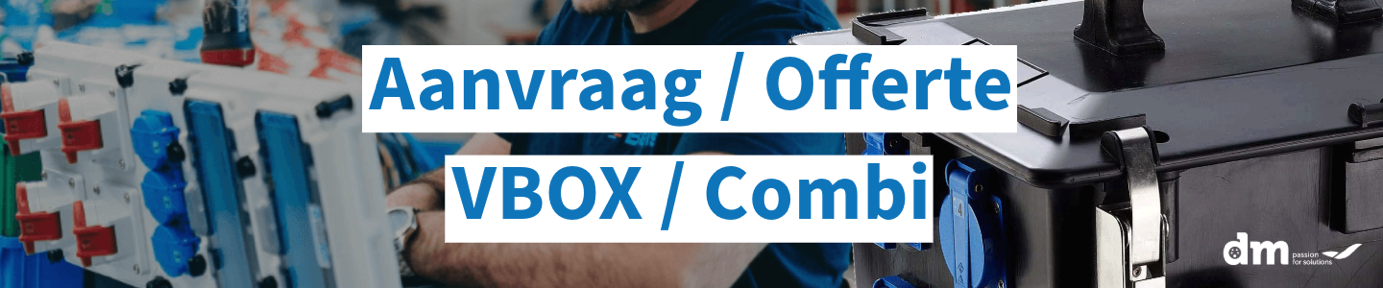 Aanvraag / Offerte
VBOX / Combi
dm passion
for solutions